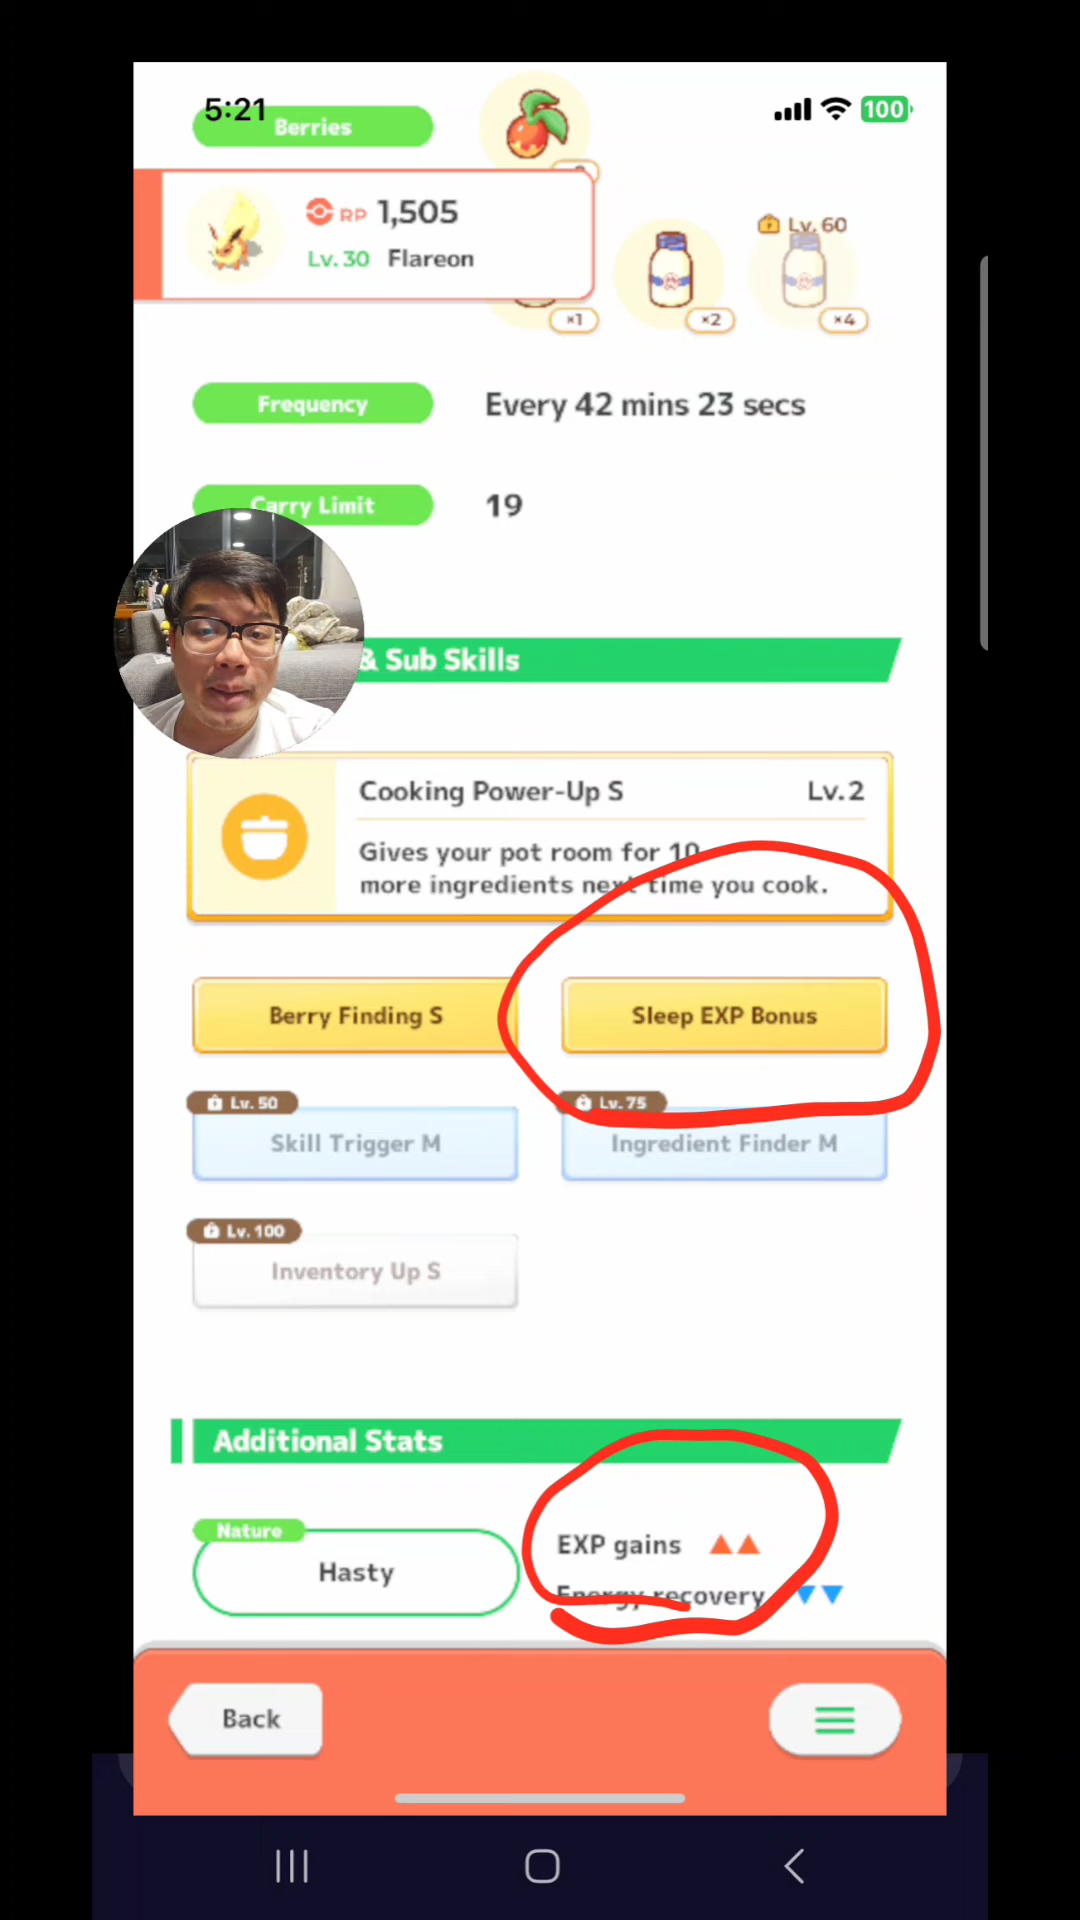 5:21
100
Berries
RP 1,505
Lv. 30 Flareon
Lv. 60
×1
×2
×4
Frequency
Every 42 mins 23 secs
Carry Limit
19
& Sub Skills
Cooking Power-Up S
Lv. 2
Gives your pot room for 10
more ingredients next time you cook.
Berry Finding S
Sleep EXP Bonus
Lv. 50
Lv. 75
Skill Trigger M
Ingredient Finder M
Lv. 100
Inventory Up S
Additional Stats
Nature
Hasty
EXP gains
Energy recovery
Back